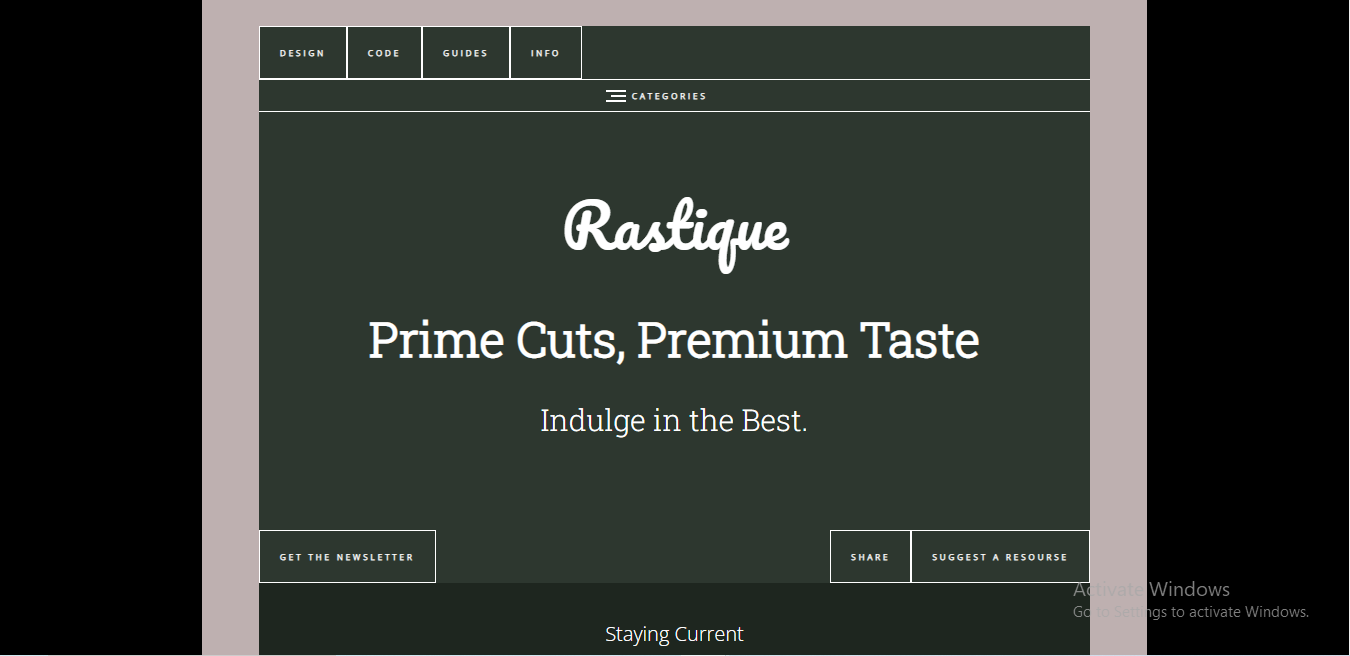 DESIGN CODE GUIDES INFO
CATEGORIES
Rastique
Prime Cuts, Premium Taste
Indulge in the Best.
GET THE NEWSLETTER SHARE SUGGEST A RESOURSE
Activate Windows
Go to Settings to activate Windows.
Staying Current